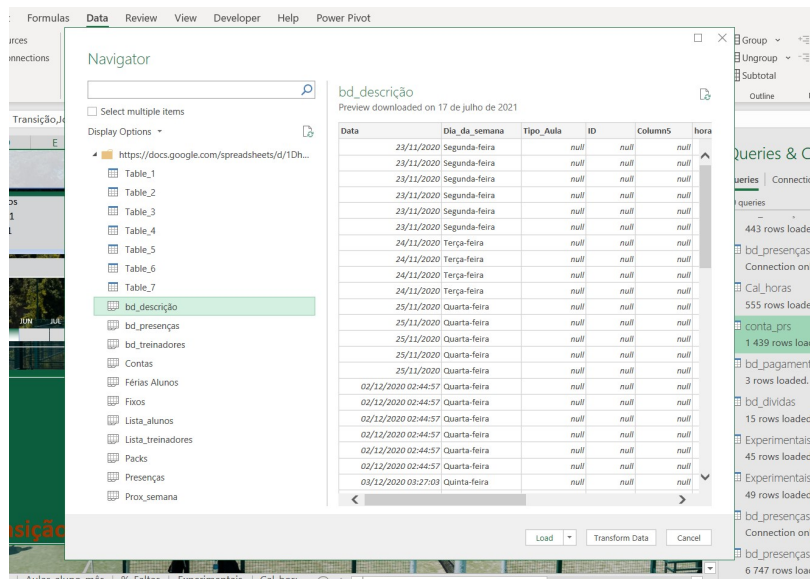 Formulas Data Review View Developer Help Power Pivot
Navigator
Select multiple items
Display Options
https://docs.google.com/spreadsheets/d/1Dh...
Table_1
Table_2
Table_3
Table_4
Table_5
Table_6
Table_7
bd_descrição
bd_presenças
bd_treinadores
Contas
Férias Alunos
Fixos
Lista_alunos
Lista_treinadores
Packs
Presenças
Prox_semana
bd_descrição
Preview downloaded on 17 de julho de 2021
Data Dia_da_semana Tipo_Aula ID Column5 hora
23/11/2020 Segunda-feira null null null
23/11/2020 Segunda-feira null null null
23/11/2020 Segunda-feira null null null
23/11/2020 Segunda-feira null null null
23/11/2020 Segunda-feira null null null
23/11/2020 Segunda-feira null null null
24/11/2020 Terça-feira null null null
24/11/2020 Terça-feira null null null
24/11/2020 Terça-feira null null null
24/11/2020 Terça-feira null null null
25/11/2020 Quarta-feira null null null
25/11/2020 Quarta-feira null null null
25/11/2020 Quarta-feira null null null
25/11/2020 Quarta-feira null null null
25/11/2020 Quarta-feira null null null
02/12/2020 02:44:57 Quarta-feira null null null
02/12/2020 02:44:57 Quarta-feira null null null
02/12/2020 02:44:57 Quarta-feira null null null
02/12/2020 02:44:57 Quarta-feira null null null
02/12/2020 02:44:57 Quarta-feira null null null
02/12/2020 02:44:57 Quarta-feira null null null
03/12/2020 03:27:03 Quinta-feira null null null
Load Transform Data Cancel
Group
Ungroup
Subtotal
Outline
Transição,
E
JUN JUL
Queries & C
ueries Connecti
queries
443 rows loade
bd_presenças
Connection on
Cal_horas
555 rows loade
conta_prs
1 439 rows loa
bd_pagament
3 rows loaded.
bd_dividas
15 rows loaded
Experimentais
45 rows loaded
Experimentais
49 rows loaded
bd_presenças
Connection on
bd_presenças
6 747 rows loa
sição